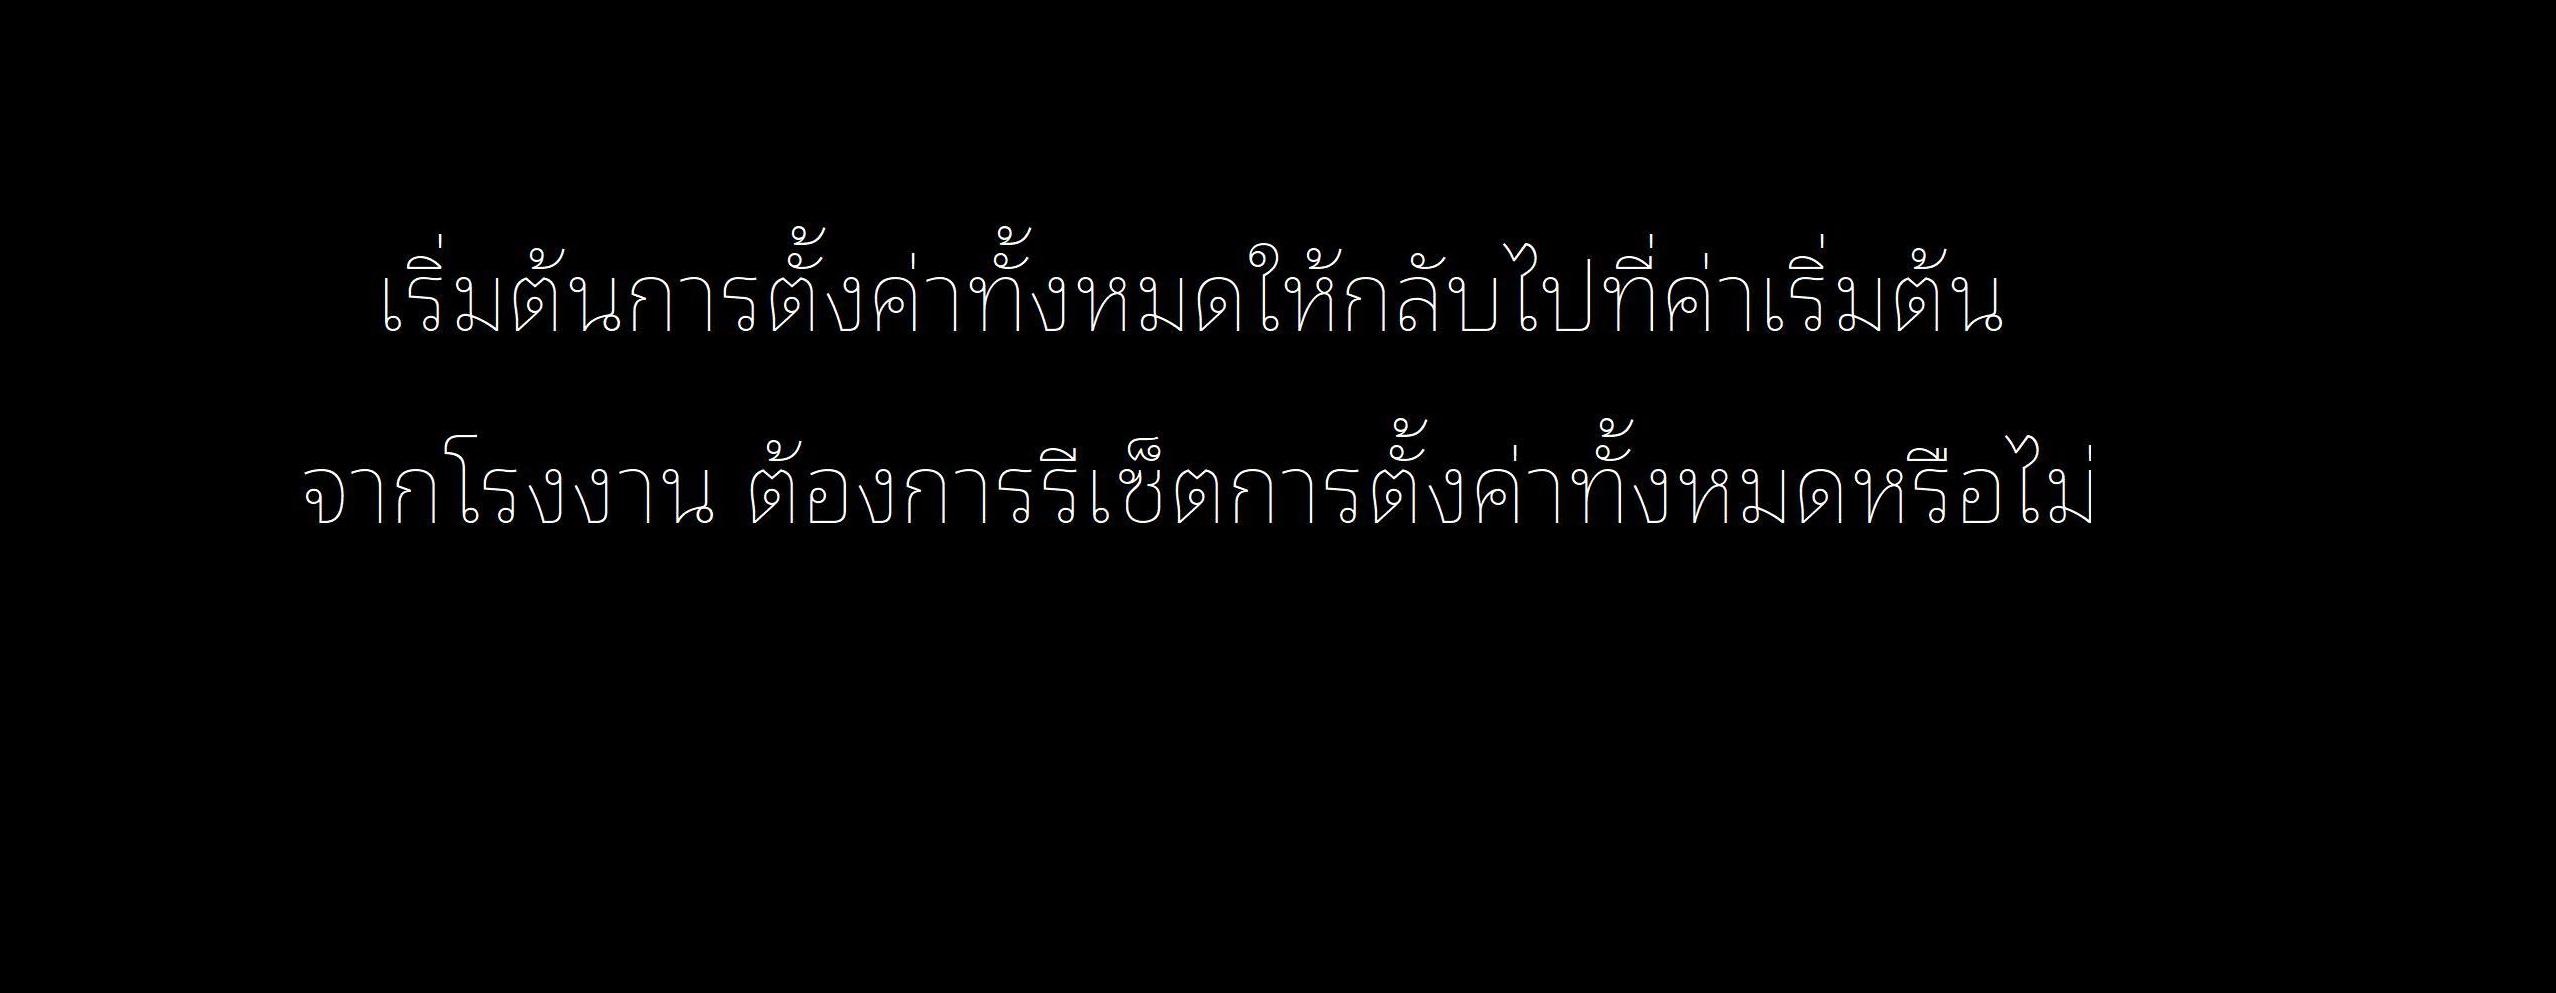 เริ่มต้นการตั้งค่าทั้งหมดให้กลับไปที่ค่าเริ่มต้น
จากโรงงาน ต้องการรีเซ็ตการตั้งค่าทั้งหมดหรือไม่